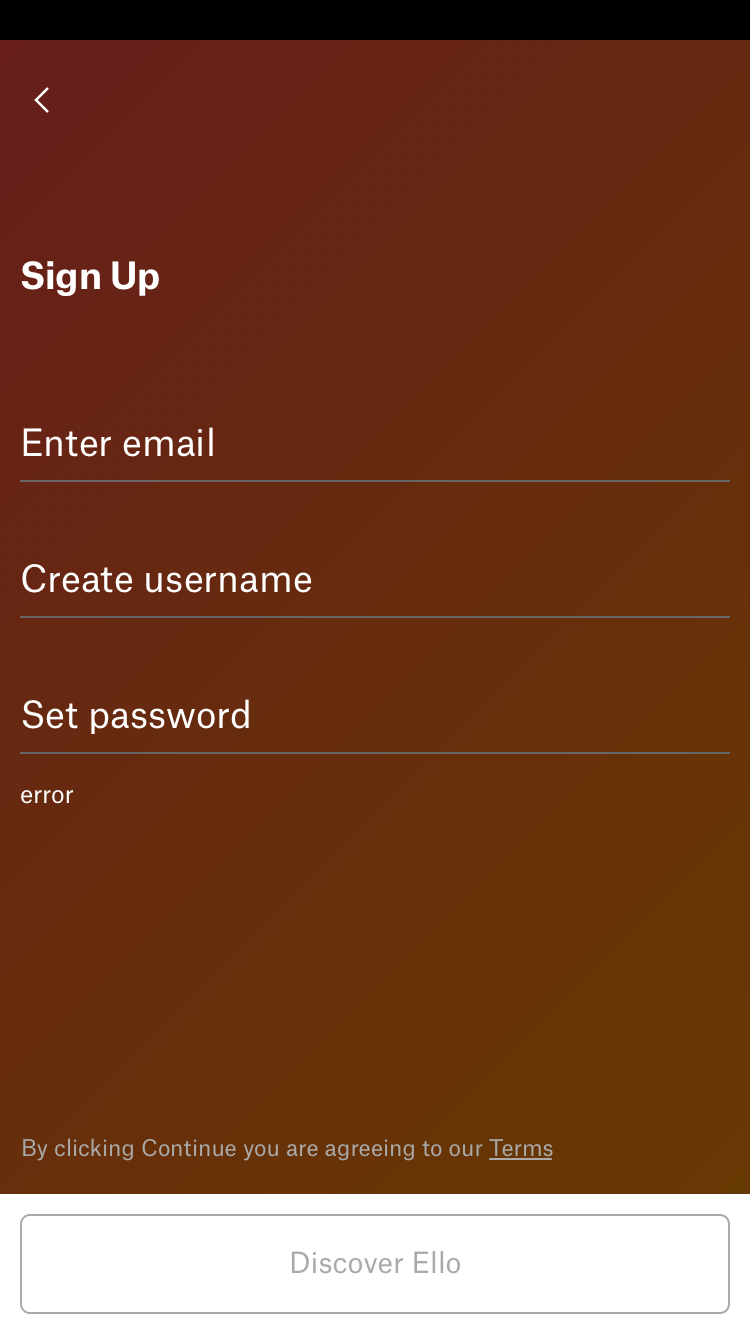 Sign Up
Enter email
Create username
Set password
error
By clicking Continue you are agreeing to our Terms
Discover Ello